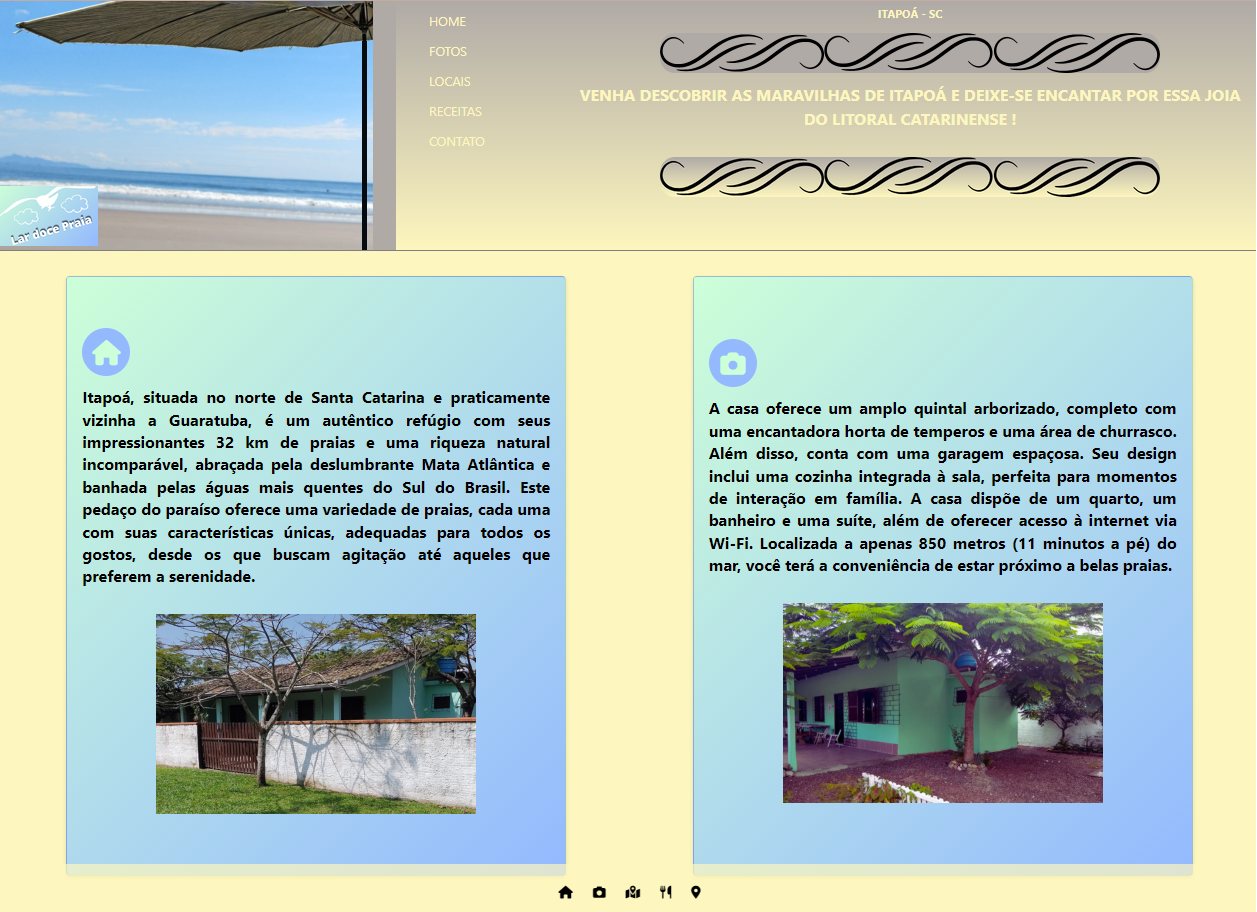 HOME
FOTOS
LOCAIS
RECEITAS
CONTATO
ITAPOÁ - SC
VENHA DESCOBRIR AS MARAVILHAS DE ITAPOÁ E DEIXE-SE ENCANTAR POR ESSA JOIA
DO LITORAL CATARINENSE !
Lar doce Praia
Itapoá, situada no norte de Santa Catarina e praticamente
vizinha a Guaratuba, é um autêntico refúgio com seus
impressionantes 32 km de praias e uma riqueza natural
incomparável, abraçada pela deslumbrante Mata Atlântica e
banhada pelas águas mais quentes do Sul do Brasil. Este
pedaço do paraíso oferece uma variedade de praias, cada uma
com suas características únicas, adequadas para todos os
gostos, desde os que buscam agitação até aqueles que
preferem a serenidade.
A casa oferece um amplo quintal arborizado, completo com
uma encantadora horta de temperos e uma área de churrasco.
Além disso, conta com uma garagem espaçosa. Seu design
inclui uma cozinha integrada à sala, perfeita para momentos
de interação em família. A casa dispõe de um quarto, um
banheiro e uma suíte, além de oferecer acesso à internet via
Wi-Fi. Localizada a apenas 850 metros (11 minutos a pé) do
mar, você terá a conveniência de estar próximo a belas praias.